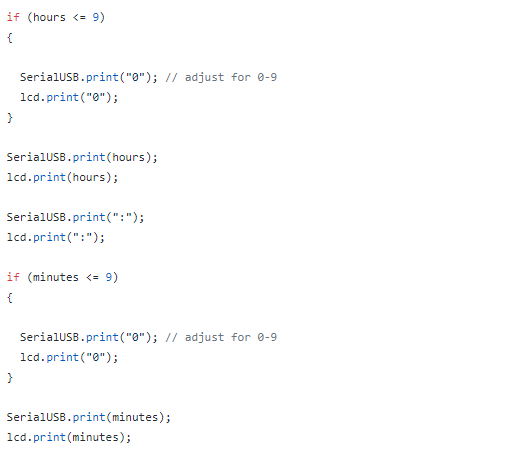 if (hours <= 9)
{
SerialUSB.print("0"); // adjust for 0-9
lcd.print("0");
}
SerialUSB.print(hours);
lcd.print(hours);
SerialUSB.print(":");
lcd.print(":");
if (minutes <= 9)
{
SerialUSB.print("0"); // adjust for 0-9
lcd.print("0");
}
SerialUSB.print(minutes);
lcd.print(minutes);